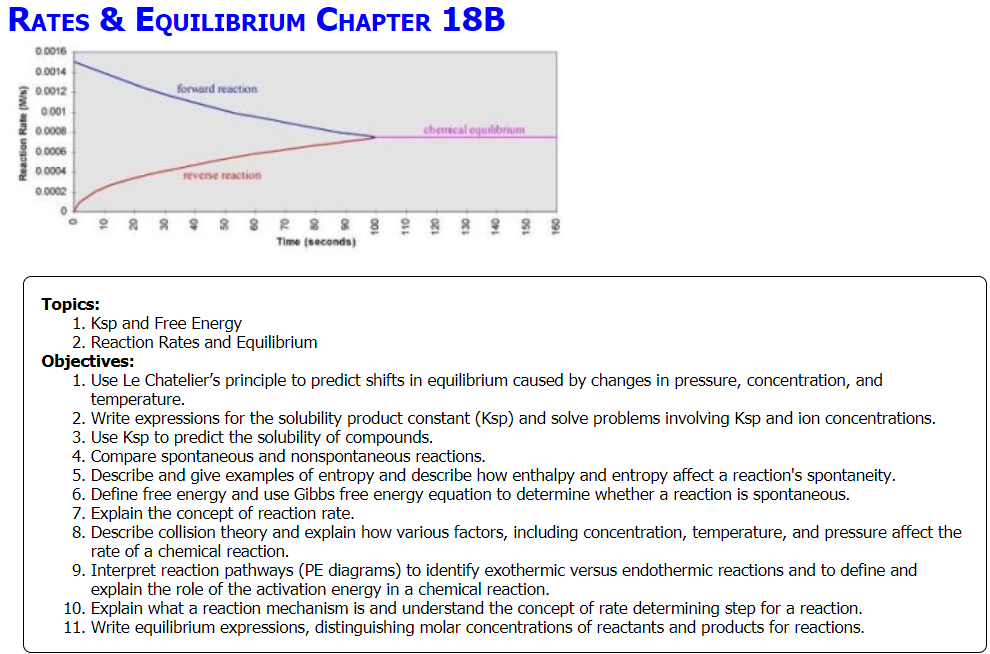 RATES & EQUILIBRIUM CHAPTER 18B
0.0016
0.0014
0.0012
0.001
0.0008
0.0006
0.0004
0.0002
0
Reaction Rate (M/s)
forward reaction
chemical equilibrium
reverse reaction
0 10 20 30 40 50 60 70 80 90 100 110 120 130 140 150 160
Time (seconds)
Topics:
1. Ksp and Free Energy
2. Reaction Rates and Equilibrium
Objectives:
1. Use Le Chatelier’s principle to predict shifts in equilibrium caused by changes in pressure, concentration, and
temperature.
2. Write expressions for the solubility product constant (Ksp) and solve problems involving Ksp and ion concentrations.
3. Use Ksp to predict the solubility of compounds.
4. Compare spontaneous and nonspontaneous reactions.
5. Describe and give examples of entropy and describe how enthalpy and entropy affect a reaction's spontaneity.
6. Define free energy and use Gibbs free energy equation to determine whether a reaction is spontaneous.
7. Explain the concept of reaction rate.
8. Describe collision theory and explain how various factors, including concentration, temperature, and pressure affect the
rate of a chemical reaction.
9. Interpret reaction pathways (PE diagrams) to identify exothermic versus endothermic reactions and to define and
explain the role of the activation energy in a chemical reaction.
10. Explain what a reaction mechanism is and understand the concept of rate determining step for a reaction.
11. Write equilibrium expressions, distinguishing molar concentrations of reactants and products for reactions.